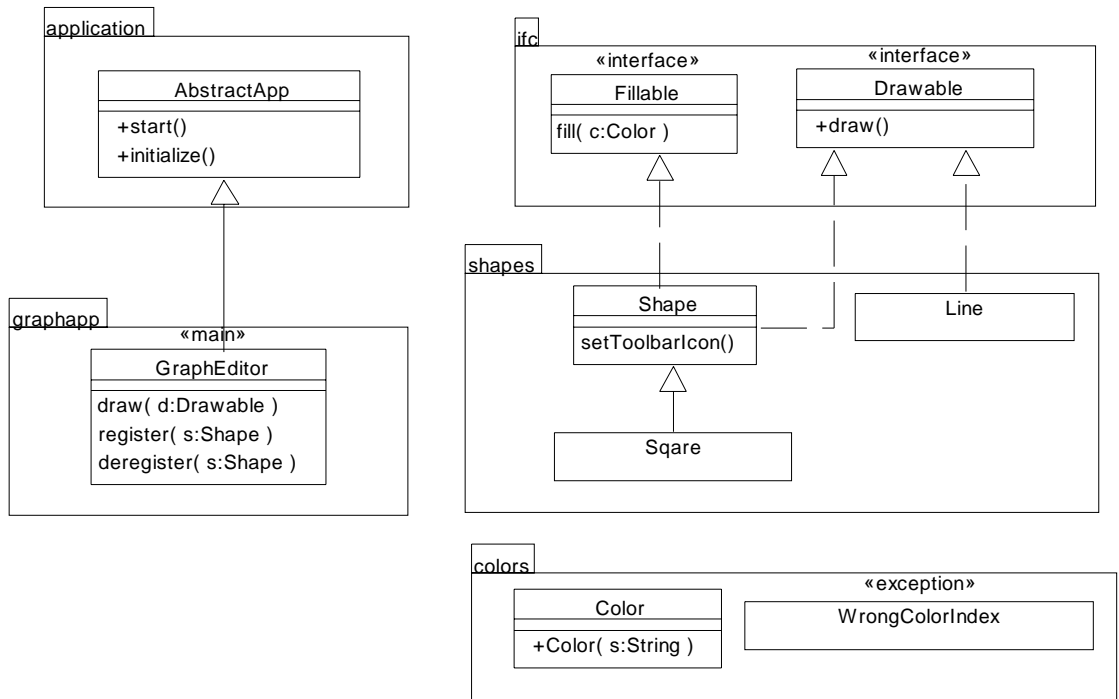 application
AbstractApp
+start()
+initialize()
graphapp
«main»
GraphEditor
draw( d:Drawable )
register( s:Shape )
deregister( s:Shape )
ifc
«interface»
Fillable
fill( c:Color )
«interface»
Drawable
+draw()
shapes
Shape
setToolbarIcon()
Line
Sqare
colors
Color
+Color( s:String )
«exception»
WrongColorIndex